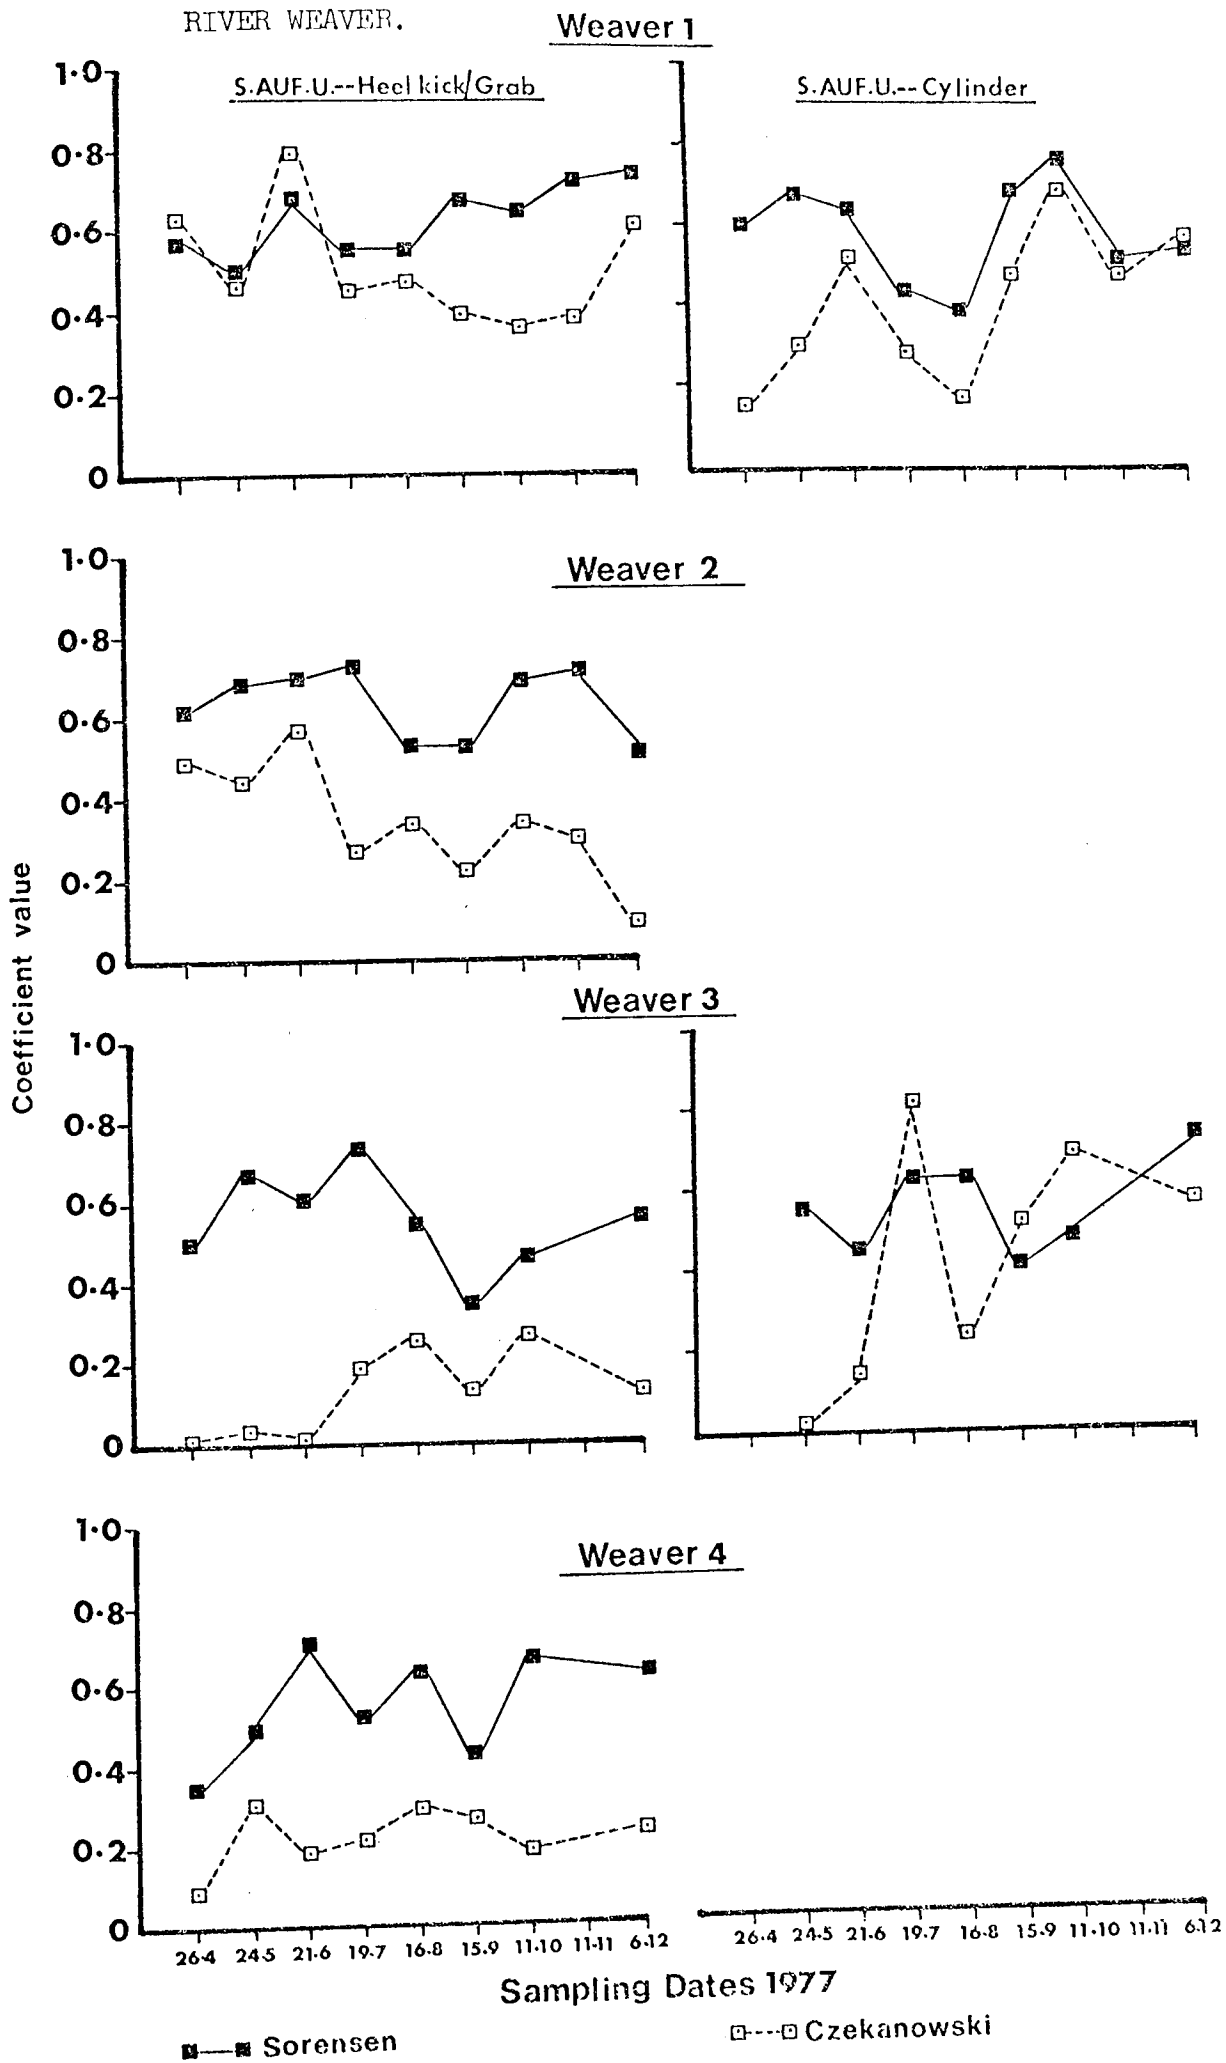 RIVER WEAVER.
Weaver 1
S.AUF.U.--Heel kick/Grab
S.AUF.U.--Cylinder
1·0
0·8
0·6
0·4
0·2
0
Weaver 2
1·0
0·8
0·6
0·4
0·2
0
Coefficient value
Weaver 3
1·0
0·8
0·6
0·4
0·2
0
Weaver 4
1·0
0·8
0·6
0·4
0·2
0
26·4 24·5 21·6 19·7 16·8 15·9 11·10 11·11 6·12
26·4 24·5 21·6 19·7 16·8 15·9 11·10 11·11 6·12
Sampling Dates 1977
Sorensen
Czekanowski